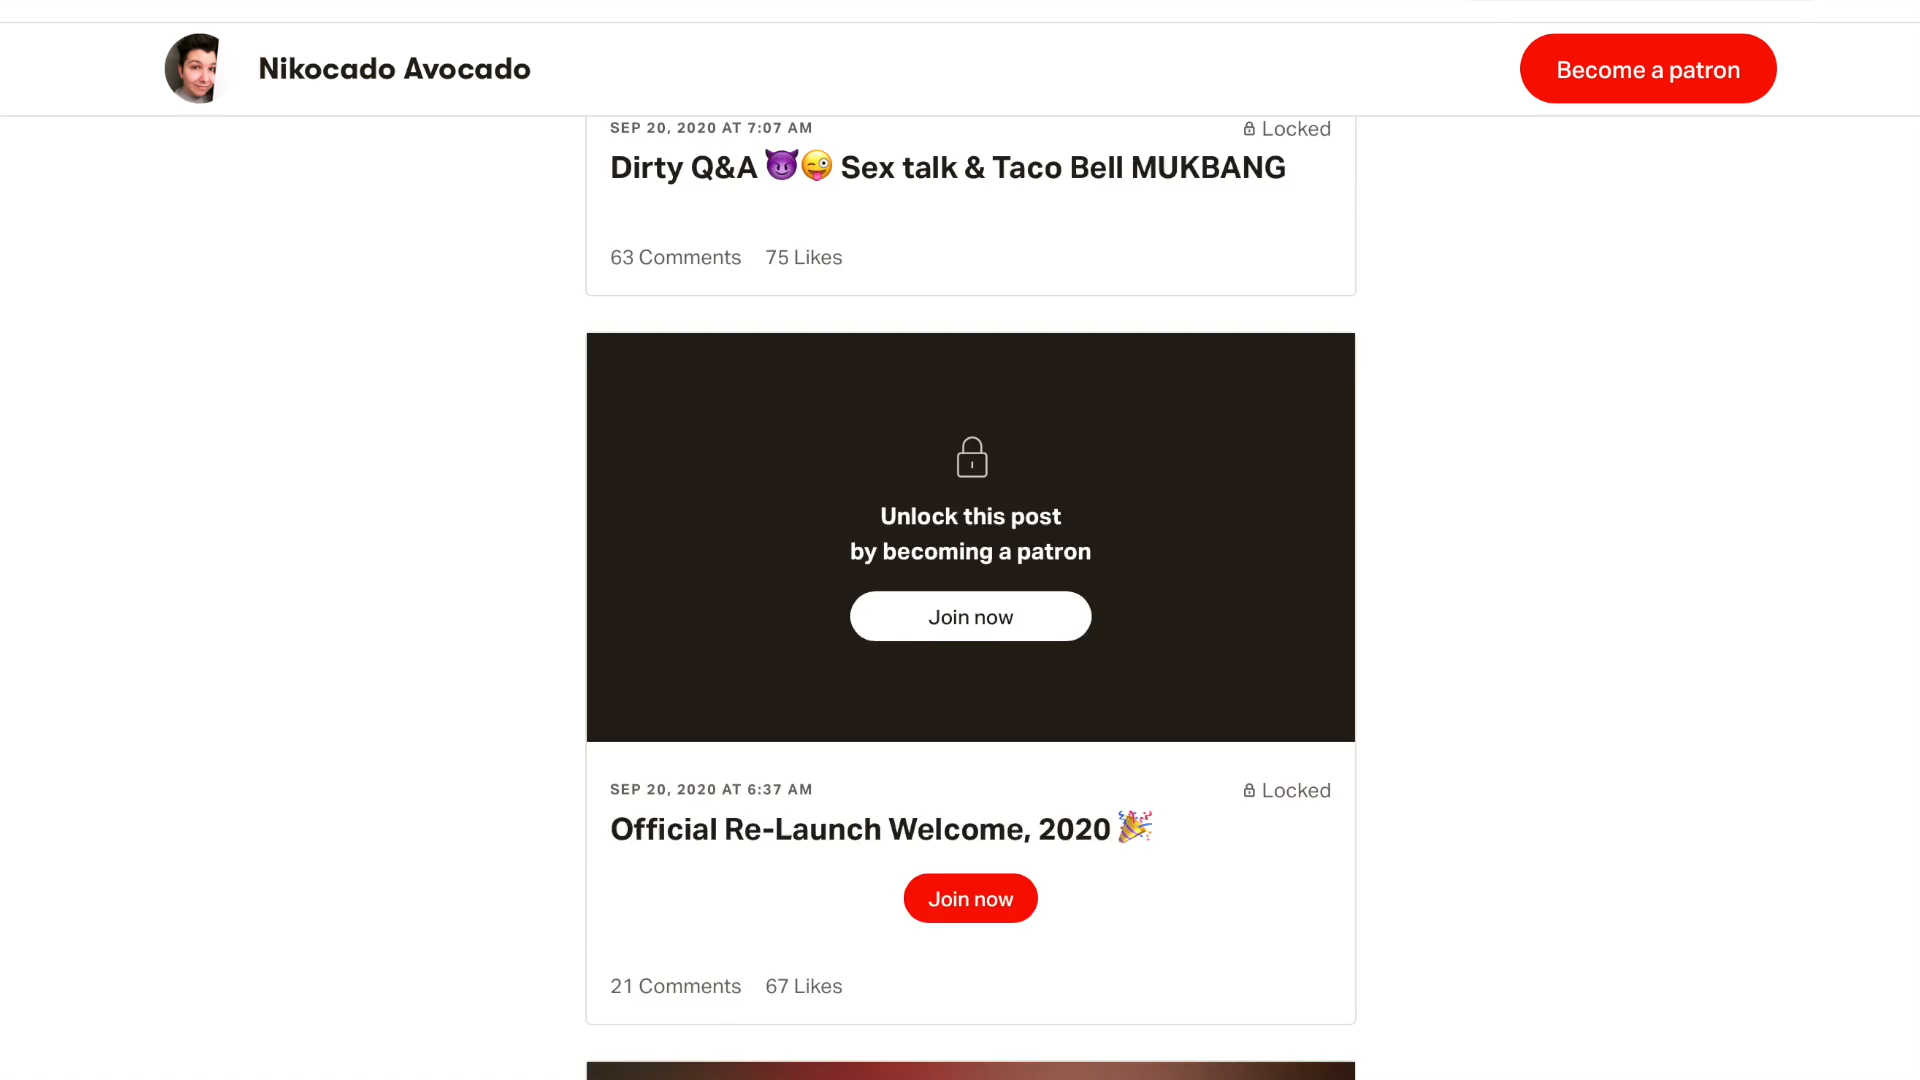 Nikocado Avocado
Become a patron
SEP 20, 2020 AT 7:07 AM
Locked
Dirty Q&A 😈😜 Sex talk & Taco Bell MUKBANG
63 Comments 75 Likes
Unlock this post
by becoming a patron
Join now
SEP 20, 2020 AT 6:37 AM
Locked
Official Re-Launch Welcome, 2020 🎉
Join now
21 Comments 67 Likes